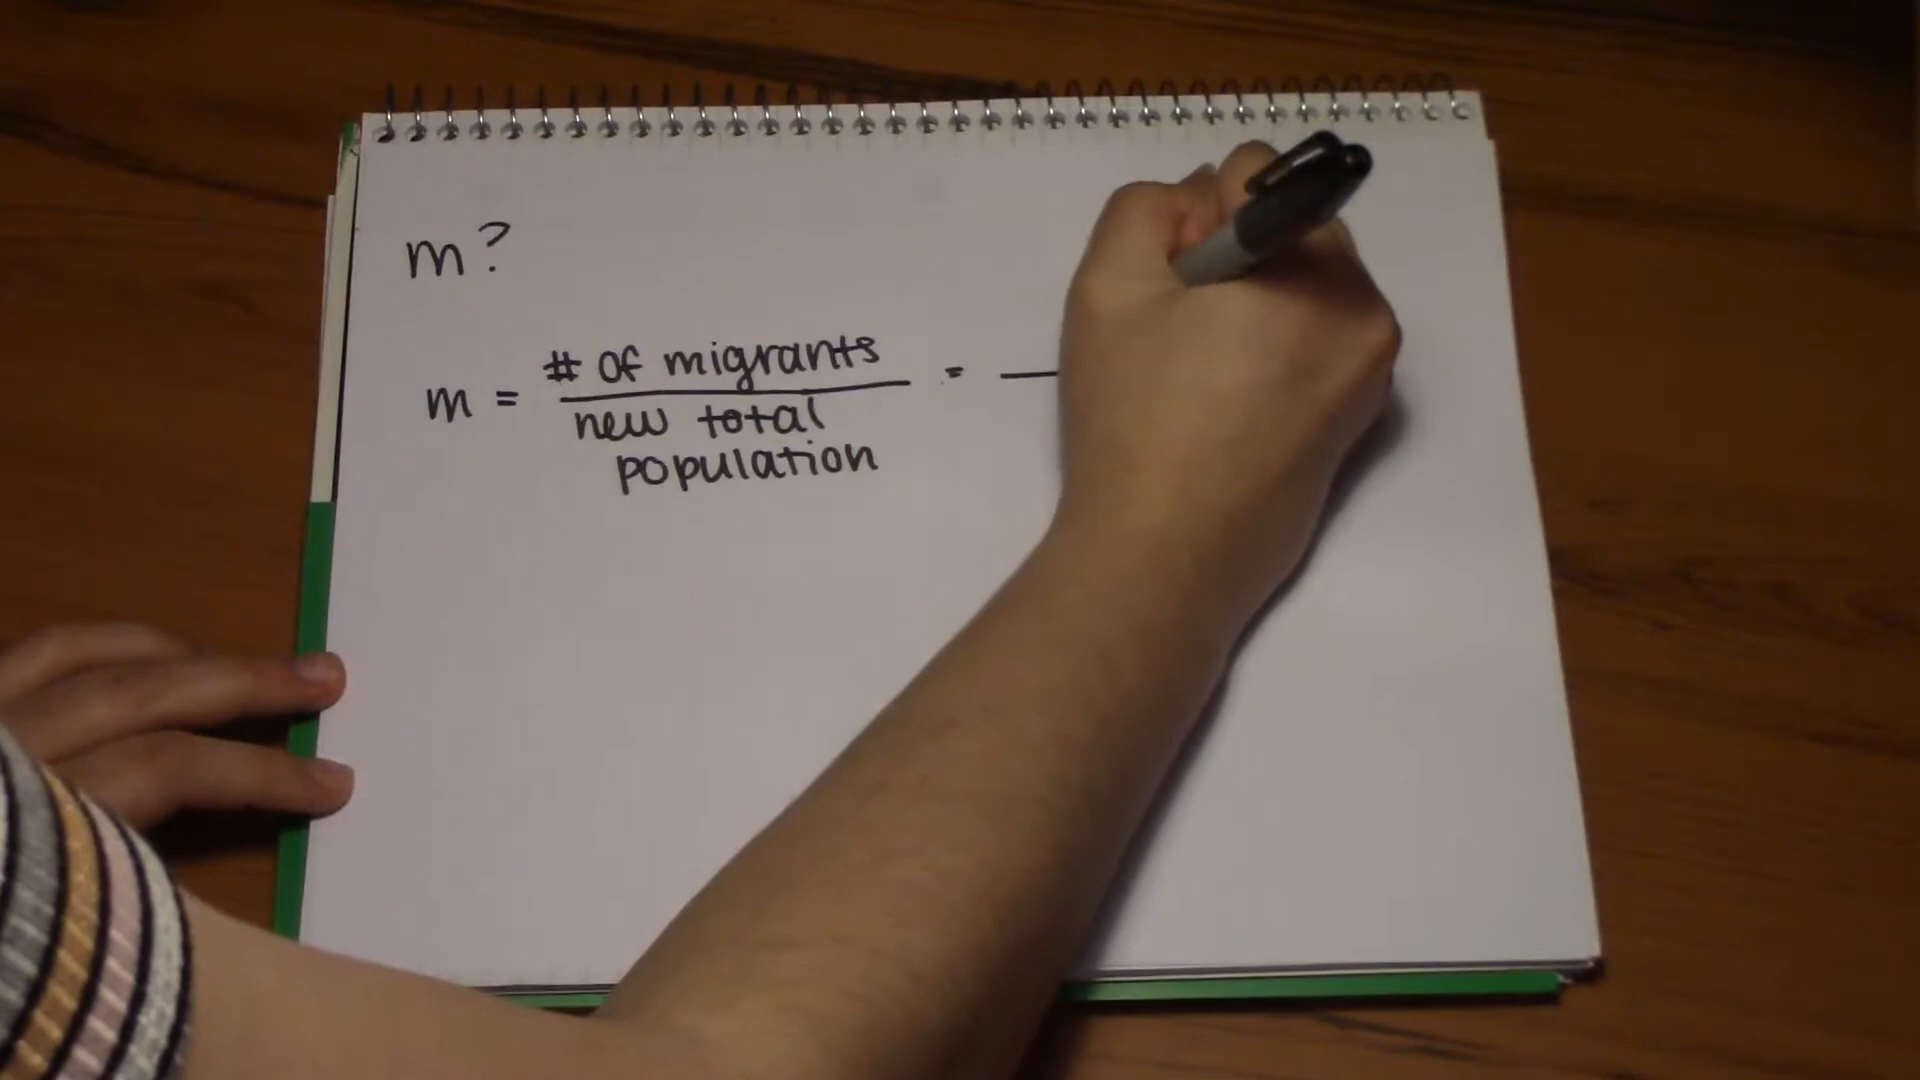 m?
m = # of migrants =
new total
population